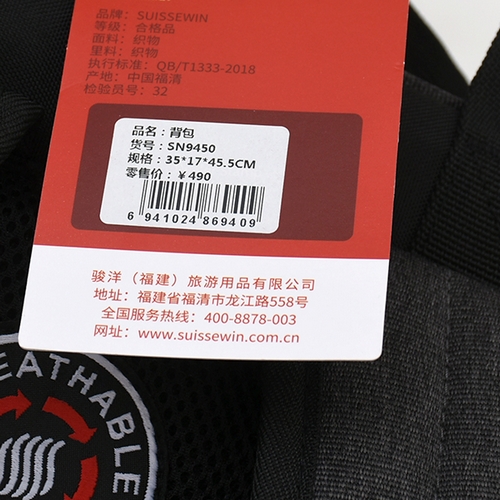 品牌：SUISSEWIN
等级：合格品
面料：织物
里料：织物
执行标准：QB/T1333-2018
产地：中国福清
检验员号：32
品名：背包
货号：SN9450
规格：35*17*45.5CM
零售价：￥490
6 941024 869409
骏洋（福建）旅游用品有限公司
地址：福建省福清市龙江路558号
全国服务热线：400-8878-003
网址：www.suissewin.com.cn
EATHABLE